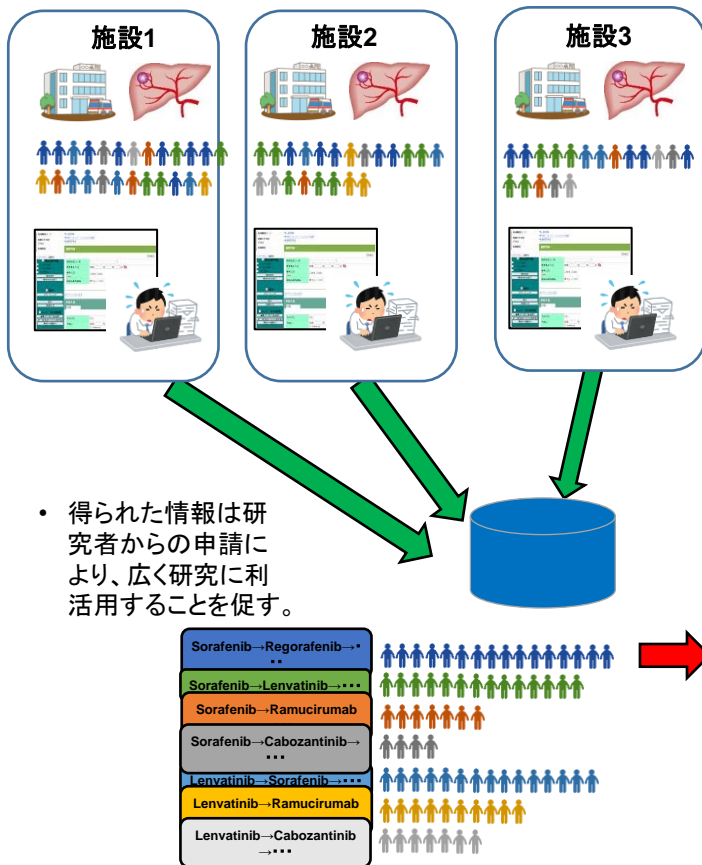 施設1
施設2
施設3
• 得られた情報は研
究者からの申請に
より、広く研究に利
活用することを促す。
Sorafenib→Regorafenib→・
・・
Sorafenib→Lenvatinib→・・・
Sorafenib→Ramucirumab
Sorafenib→Cabozantinib→
・・・
Lenvatinib→Sorafenib→・・・
Lenvatinib→Ramucirumab
Lenvatinib→Cabozantinib
→・・・